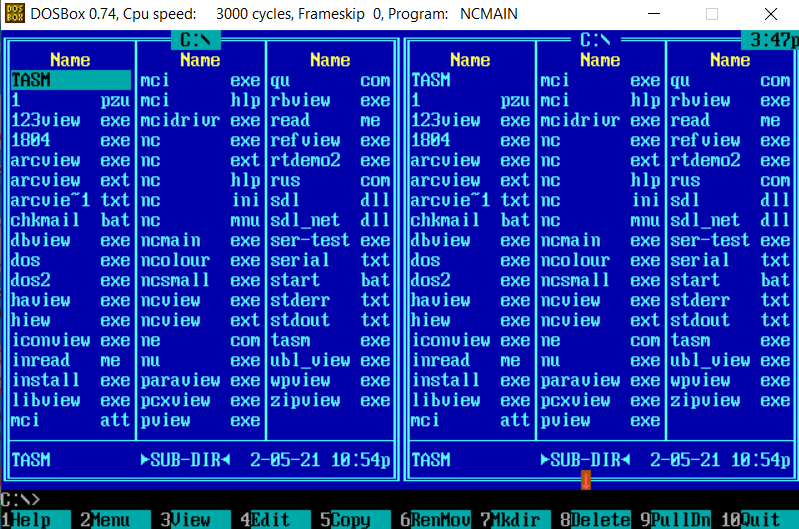 DOSBox 0.74, Cpu speed: 3000 cycles, Frameskip 0, Program: NCMAIN
C:\ C:\ 3:47p
Name Name Name Name Name Name
TASM mci exe qu com TASM mci exe qu com
1 pzu mci hlp rbview exe 1 pzu mci hlp rbview exe
123view exe mcidrivr exe read me 123view exe mcidrivr exe read me
1804 exe nc exe refview exe 1804 exe nc exe refview exe
arcview exe nc ext rtdemo2 exe arcview exe nc ext rtdemo2 exe
arcview ext nc hlp rus com arcview ext nc hlp rus com
arcvie~1 txt nc ini sdl dll arcvie~1 txt nc ini sdl dll
chkmail bat nc mnu sdl_net dll chkmail bat nc mnu sdl_net dll
dbview exe ncmain exe ser-test exe dbview exe ncmain exe ser-test exe
dos exe ncolour exe serial txt dos exe ncolour exe serial txt
dos2 exe ncsmall exe start bat dos2 exe ncsmall exe start bat
haview exe ncview exe stderr txt haview exe ncview exe stderr txt
hiew exe ncview ext stdout txt hiew exe ncview ext stdout txt
iconview exe ne com tasm exe iconview exe ne com tasm exe
inread me nu exe ubl_view exe inread me nu exe ubl_view exe
install exe paraview exe wpview exe install exe paraview exe wpview exe
libview exe pcxview exe zipview exe libview exe pcxview exe zipview exe
mci att pview exe mci att pview exe
TASM ►SUB-DIR◄ 2-05-21 10:54p TASM ►SUB-DIR◄ 2-05-21 10:54p
C:\>
1Help 2Menu 3View 4Edit 5Copy 6RenMov 7Mkdir 8Delete 9PullDn 10Quit